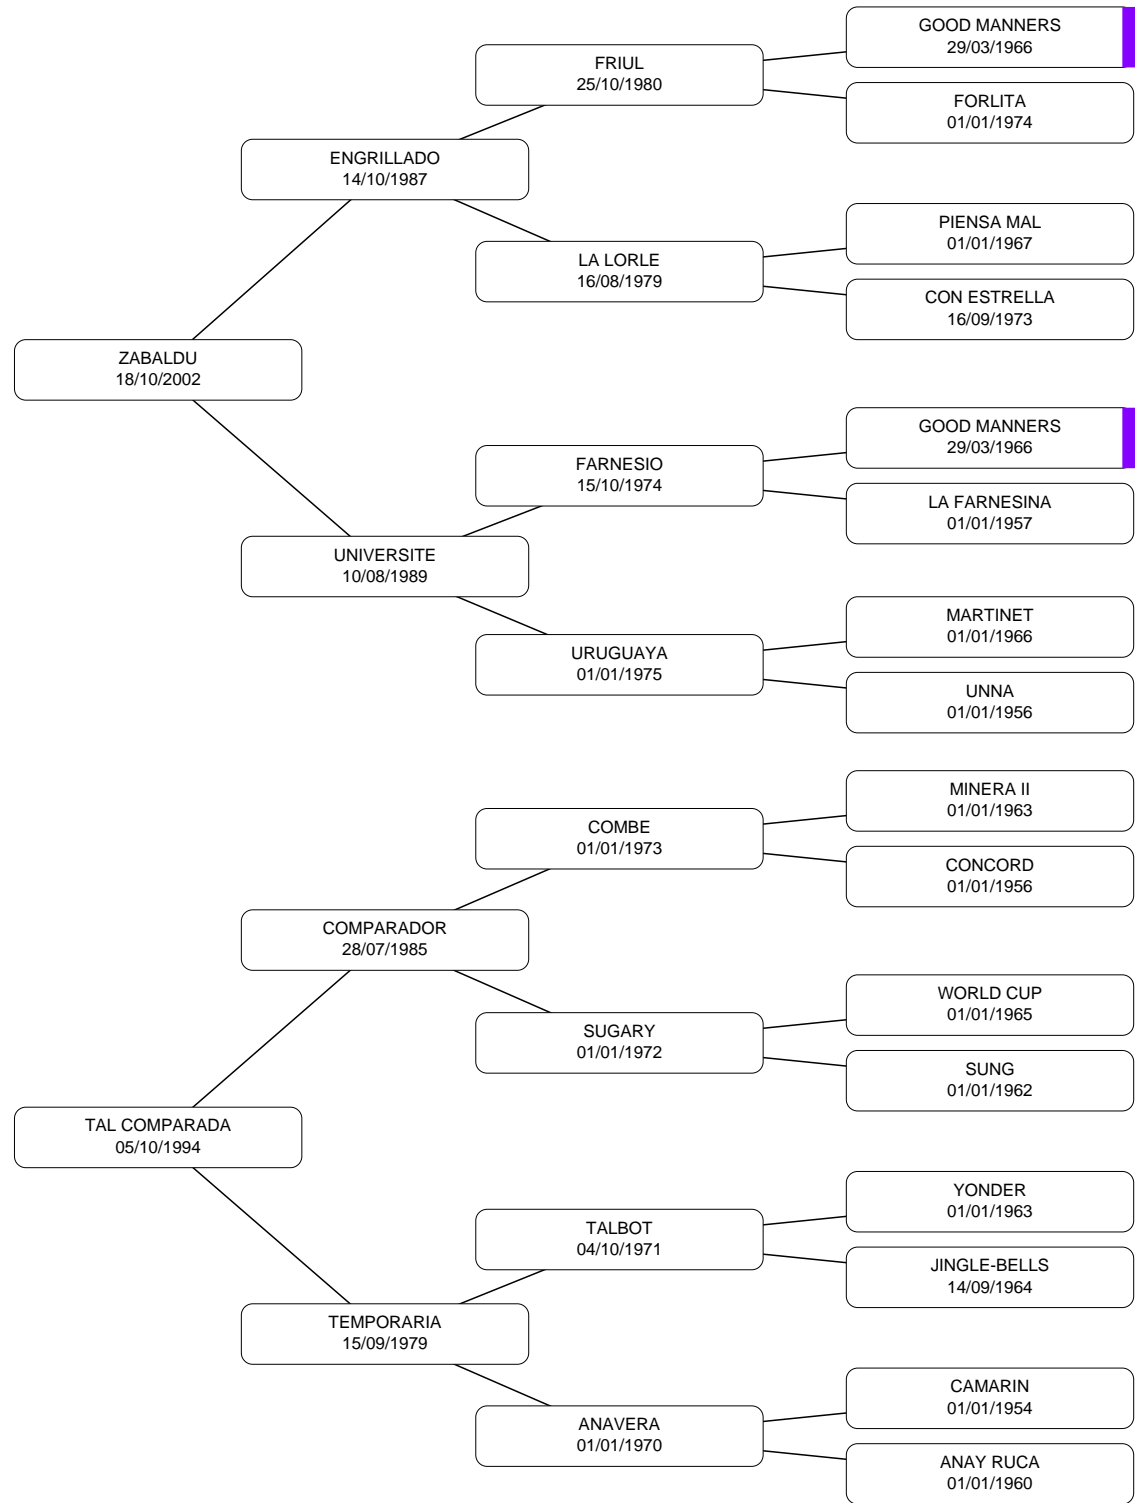 GOOD MANNERS
29/03/1966
FRIUL
25/10/1980
FORLITA
01/01/1974
ENGRILLADO
14/10/1987
PIENSA MAL
01/01/1967
LA LORLE
16/08/1979
CON ESTRELLA
16/09/1973
ZABALDU
18/10/2002
GOOD MANNERS
29/03/1966
FARNESIO
15/10/1974
LA FARNESINA
01/01/1957
UNIVERSITE
10/08/1989
MARTINET
01/01/1966
URUGUAYA
01/01/1975
UNNA
01/01/1956
MINERA II
01/01/1963
COMBE
01/01/1973
CONCORD
01/01/1956
COMPARADOR
28/07/1985
WORLD CUP
01/01/1965
SUGARY
01/01/1972
SUNG
01/01/1962
TAL COMPARADA
05/10/1994
YONDER
01/01/1963
TALBOT
04/10/1971
JINGLE-BELLS
14/09/1964
TEMPORARIA
15/09/1979
CAMARIN
01/01/1954
ANAVERA
01/01/1970
ANAY RUCA
01/01/1960